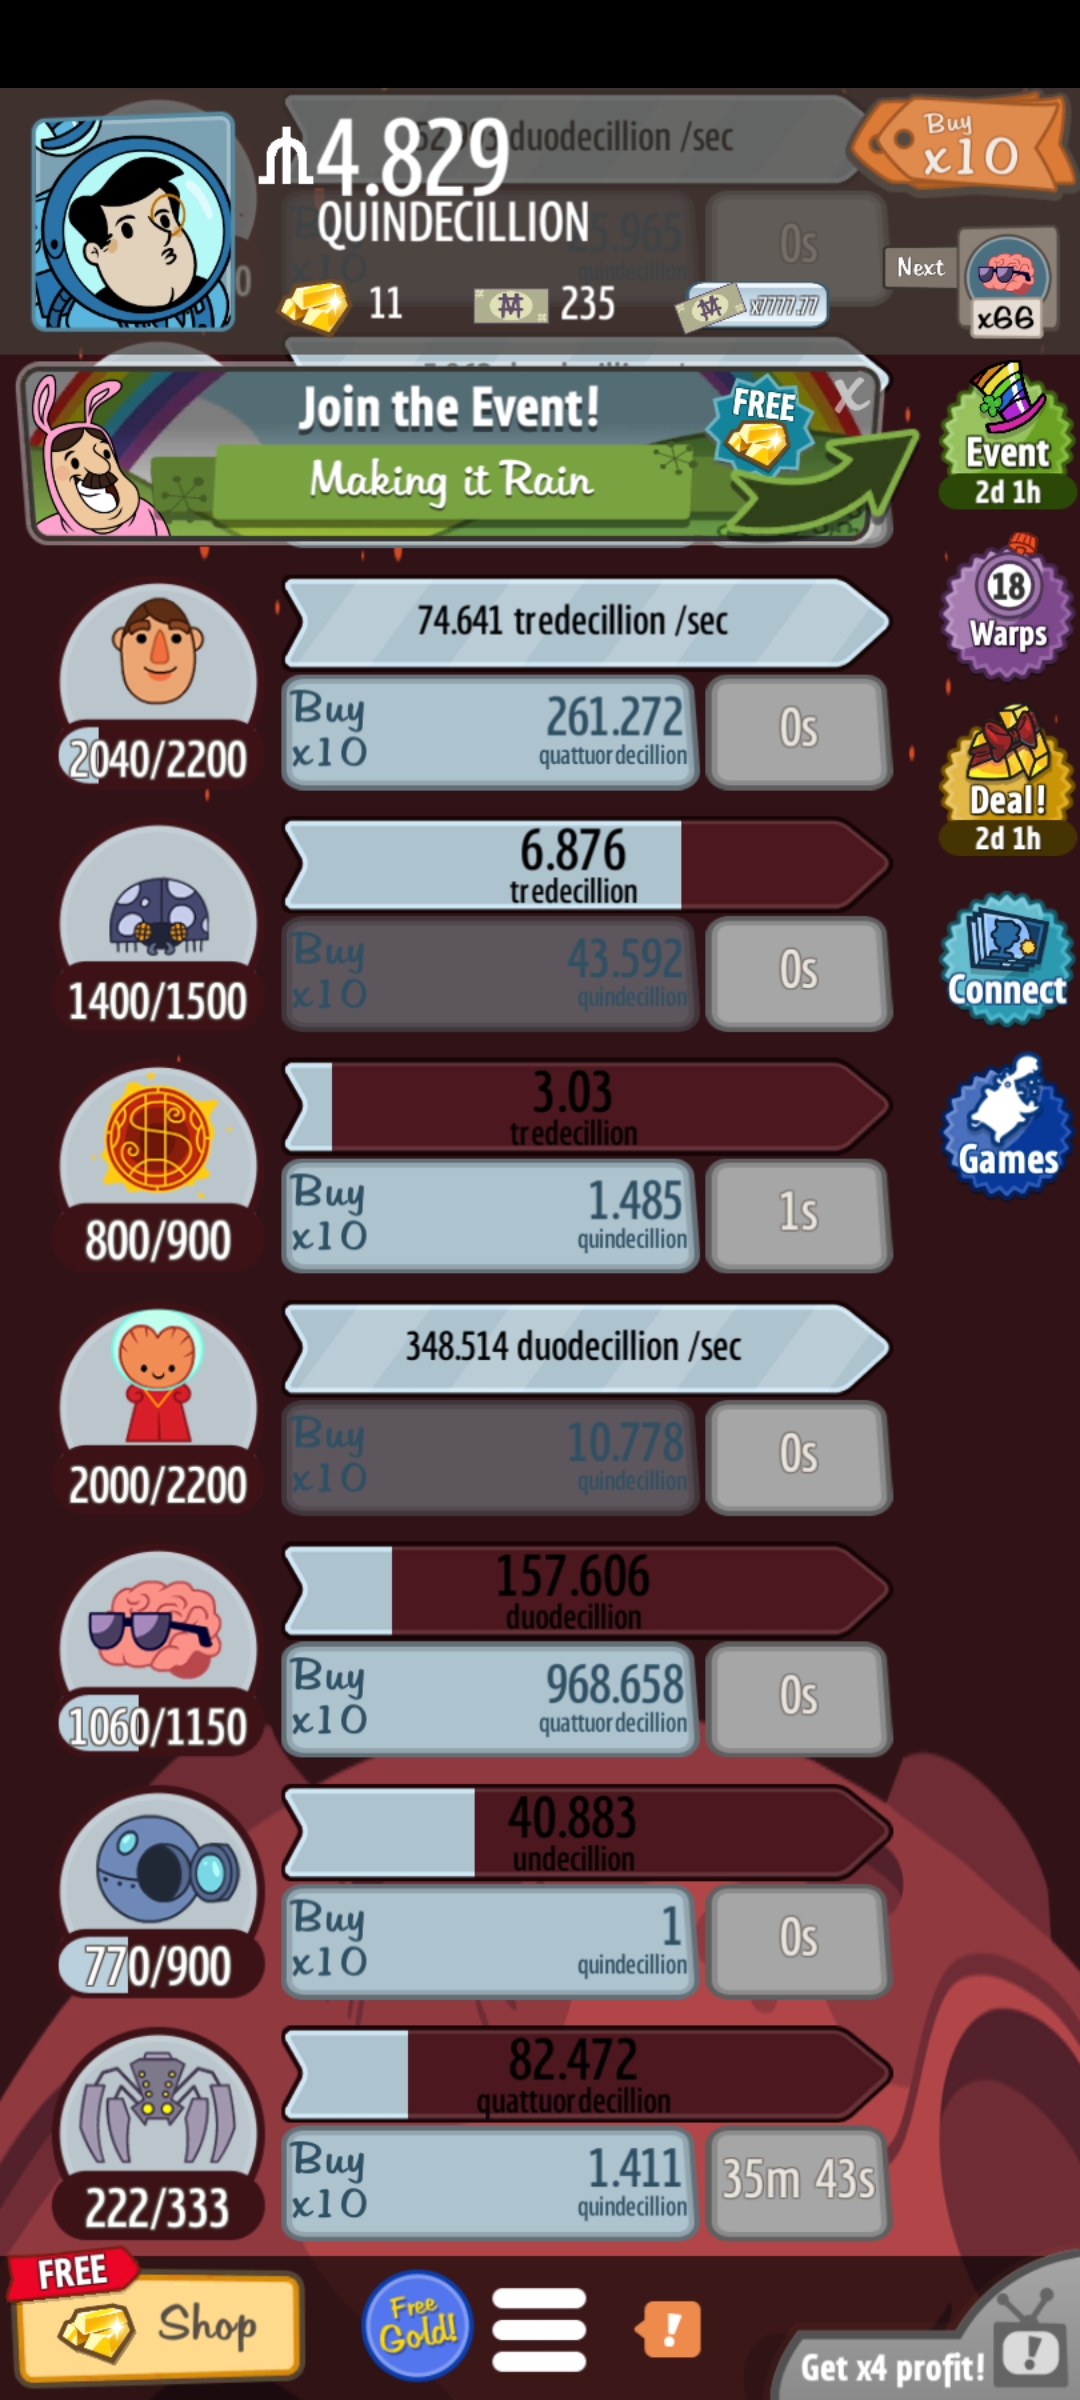 duodecillion /sec
₥4.829
QUINDECILLION
Buy
x10
5.965
quindecillion
0s
Buy
x10
11
235
x7777.77
Next
x66
Join the Event!
Making it Rain
FREE
X
Event
2d 1h
18
Warps
Deal!
2d 1h
Connect
Games
74.641 tredecillion /sec
2040/2200
Buy
x10
261.272
quattuordecillion
0s
6.876
tredecillion
1400/1500
Buy
x10
43.592
quindecillion
0s
3.03
tredecillion
800/900
Buy
x10
1.485
quindecillion
1s
348.514 duodecillion /sec
2000/2200
Buy
x10
10.778
quindecillion
0s
157.606
duodecillion
1060/1150
Buy
x10
968.658
quattuordecillion
0s
40.883
undecillion
770/900
Buy
x10
1
quindecillion
0s
82.472
quattuordecillion
222/333
Buy
x10
1.411
quindecillion
35m 43s
FREE
Shop
Free
Gold!
!
Get x4 profit!
!